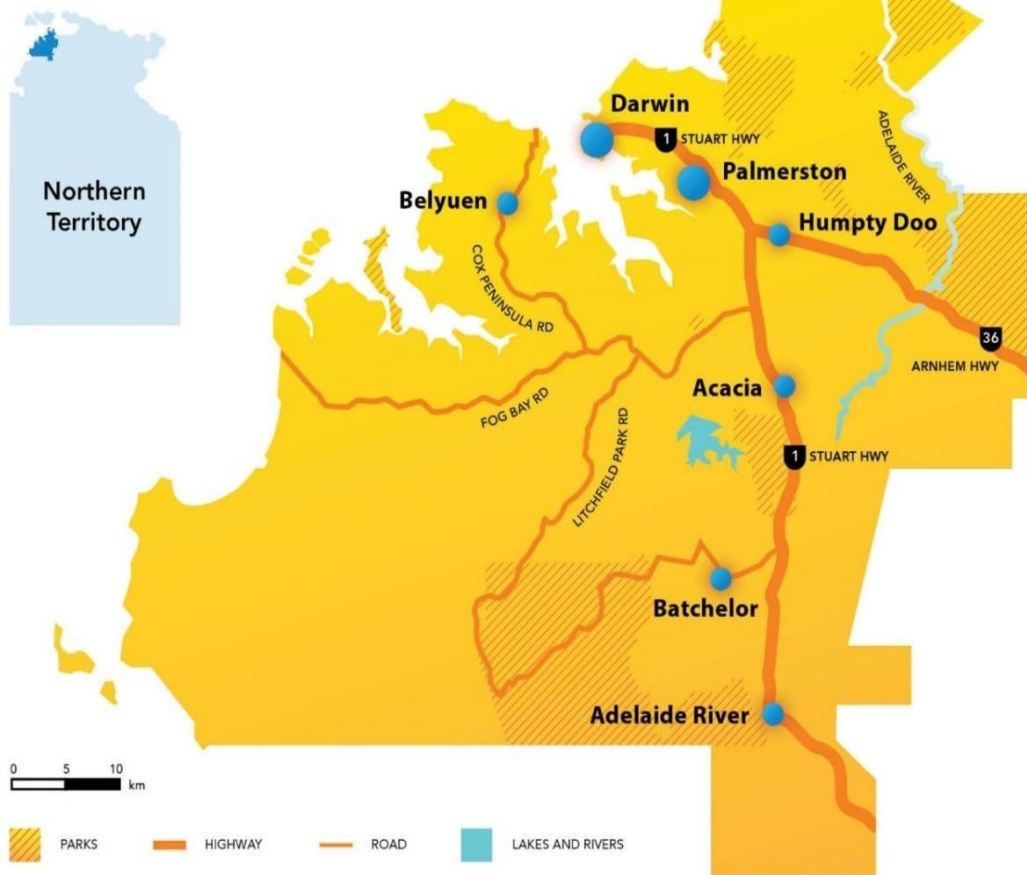 Northern
Territory
Darwin
1
STUART HWY
ADELAIDE RIVER
Palmerston
Belyuen
Humpty Doo
COX PENINSULA RD
36
ARNHEM HWY
Acacia
FOG BAY RD
LITCHFIELD PARK RD
1
STUART HWY
Batchelor
Adelaide River
0 5 10
km
PARKS
HIGHWAY
ROAD
LAKES AND RIVERS